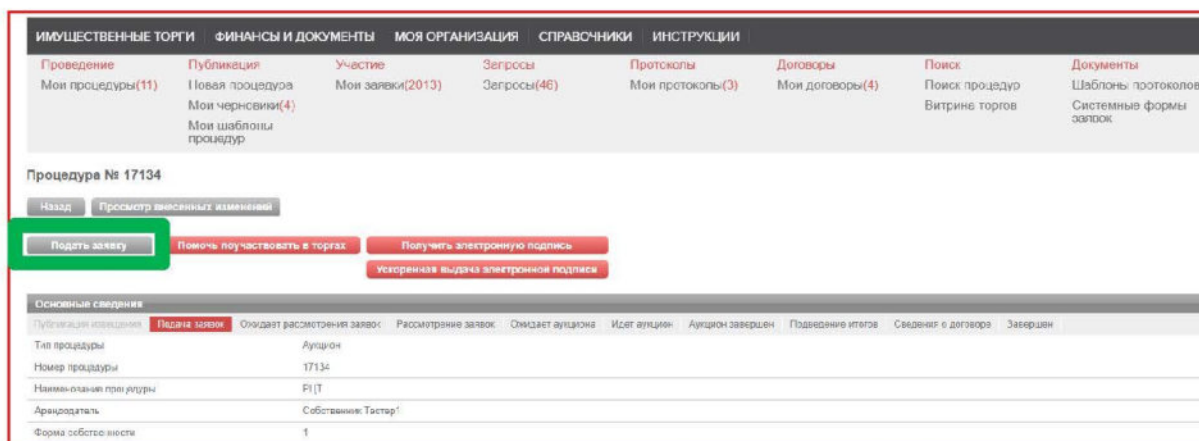 ИМУЩЕСТВЕННЫЕ ТОРГИ ФИНАНСЫ И ДОКУМЕНТЫ МОЯ ОРГАНИЗАЦИЯ СПРАВОЧНИКИ ИНСТРУКЦИИ
Проведение Публикация Участие Запросы Протоколы Договоры Поиск Документы
Мои процедуры(11) Новая процедура Мои заявки(2013) Запросы(46) Мои протоколы(3) Мои договоры(4) Поиск процедур Шаблоны протоколов
Мои черновики(4) Витрина торгов Системные формы
Мои шаблоны заявок
процедур
Процедура № 17134
Назад Просмотр внесенных изменений
Подать заявку Помочь поучаствовать в торгах Получить электронную подпись
Ускоренная выдача электронной подписи
Основные сведения
Публикация извещения Подача заявок Ожидает рассмотрения заявок Рассмотрение заявок Ожидает аукциона Идет аукцион Аукцион завершен Подведение итогов Сведения о договоре Завершен
Тип процедуры Аукцион
Номер процедуры 17134
Наименование процедуры
Арендодатель Собственник Тестер1
Форма собственности 1